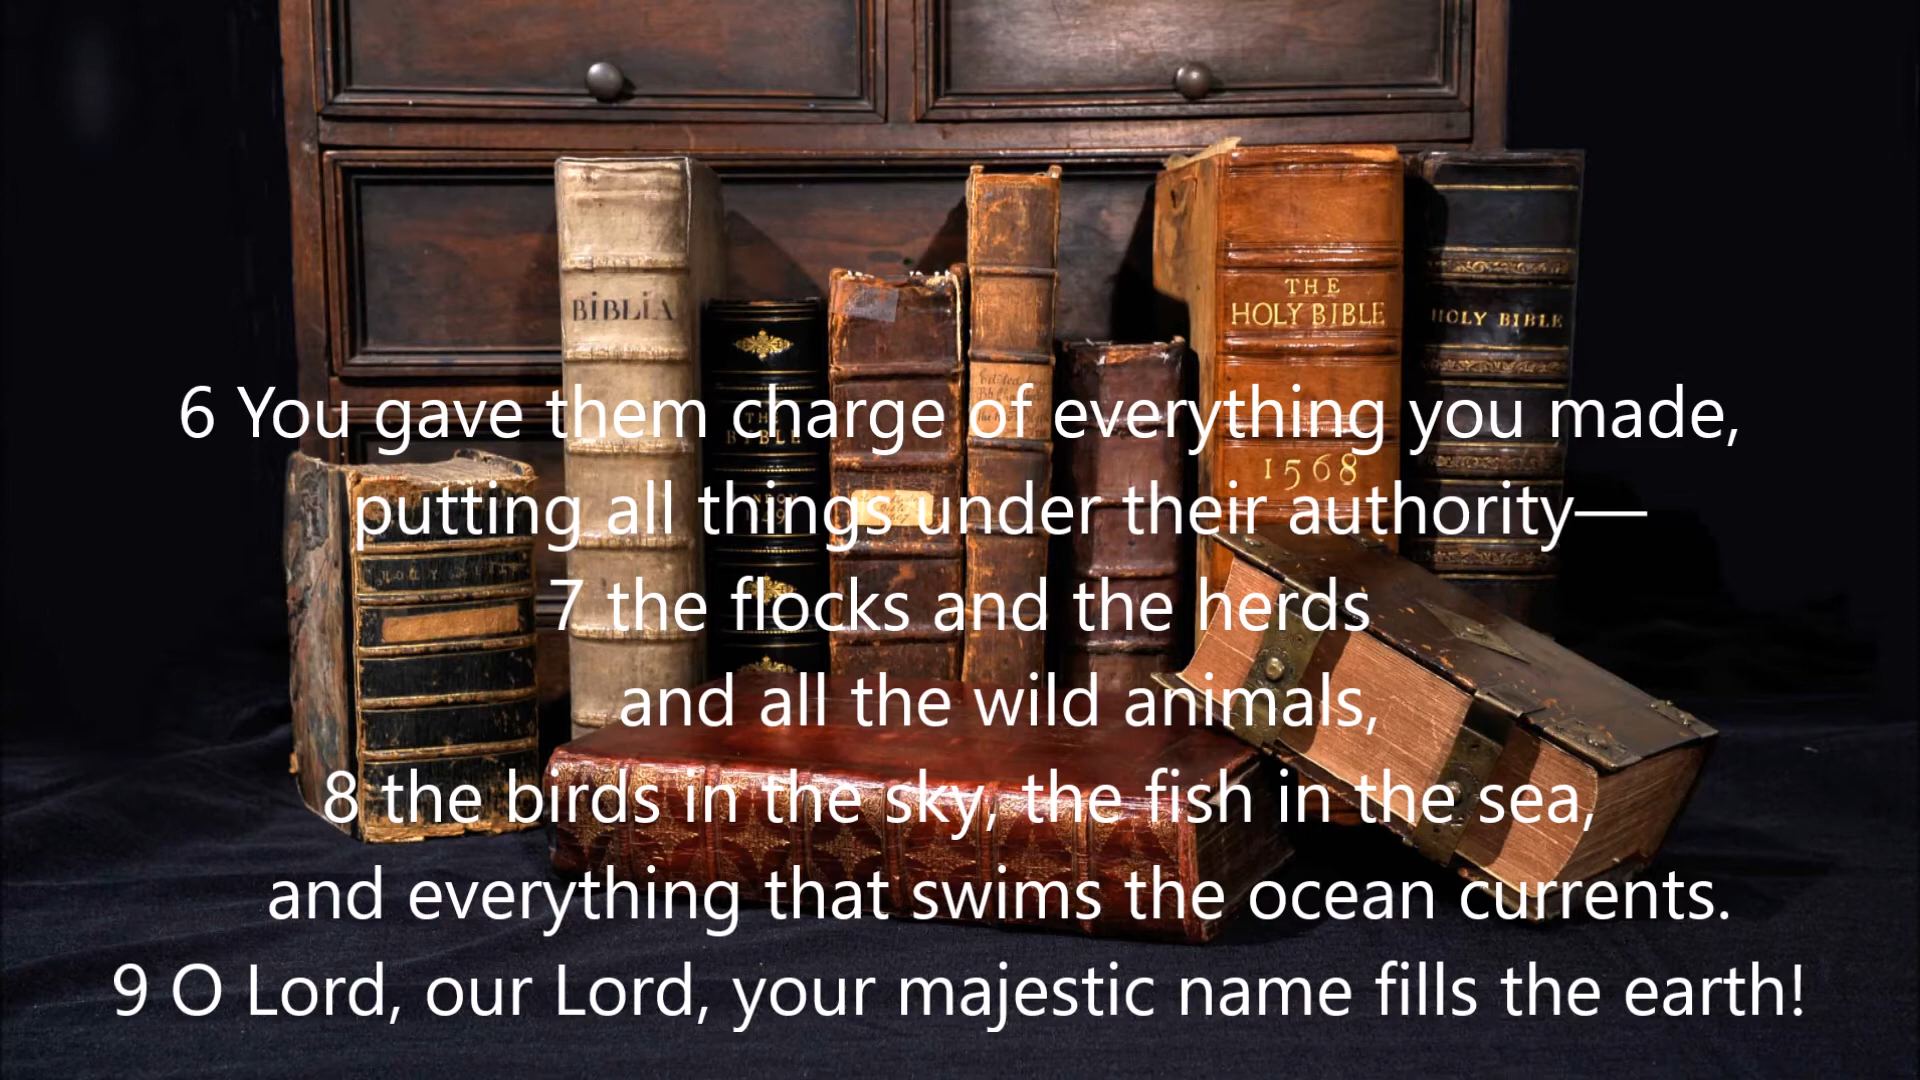 BIBLIA
THE
HOLY BIBLE
1568
HOLY BIBLE
6 You gave them charge of everything you made,
putting all things under their authority—
7 the flocks and the herds
and all the wild animals,
8 the birds in the sky, the fish in the sea,
and everything that swims the ocean currents.
9 O Lord, our Lord, your majestic name fills the earth!